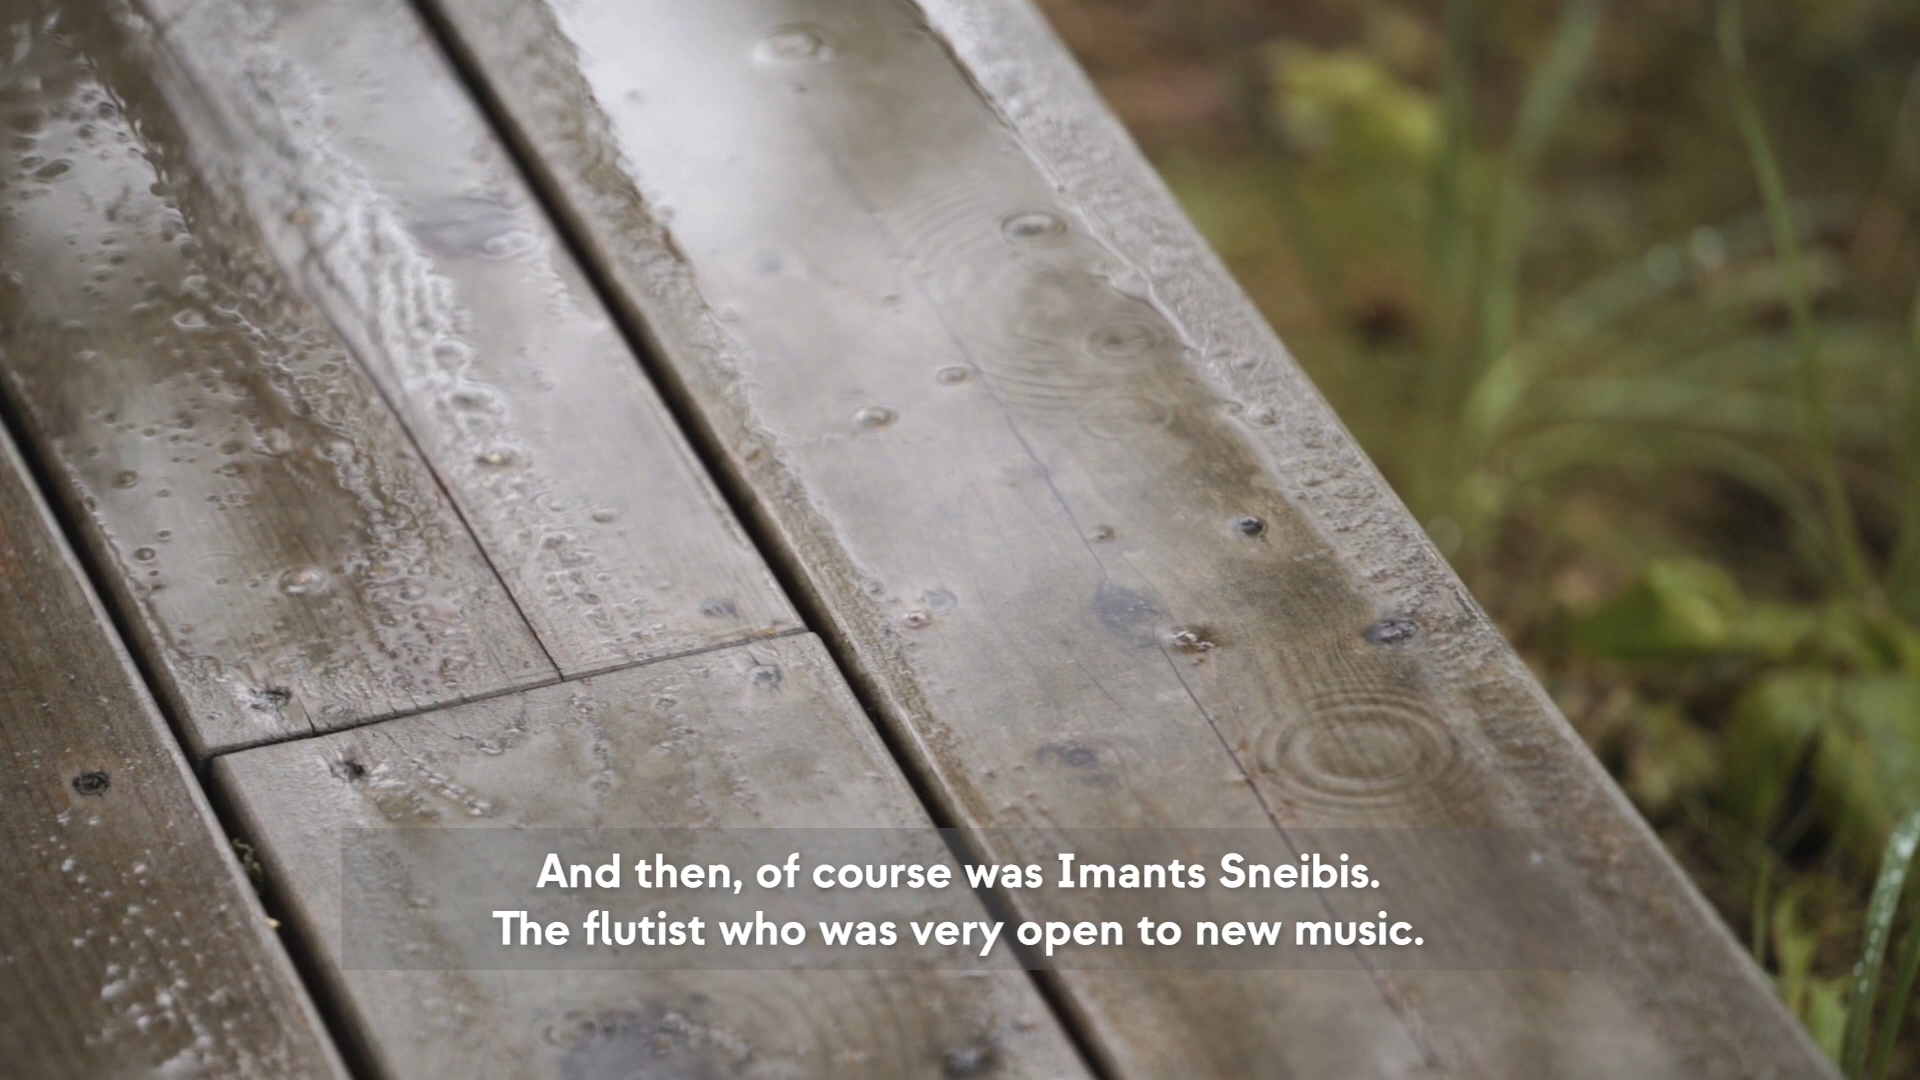 And then, of course was Imants Sneibis.
The flutist who was very open to new music.